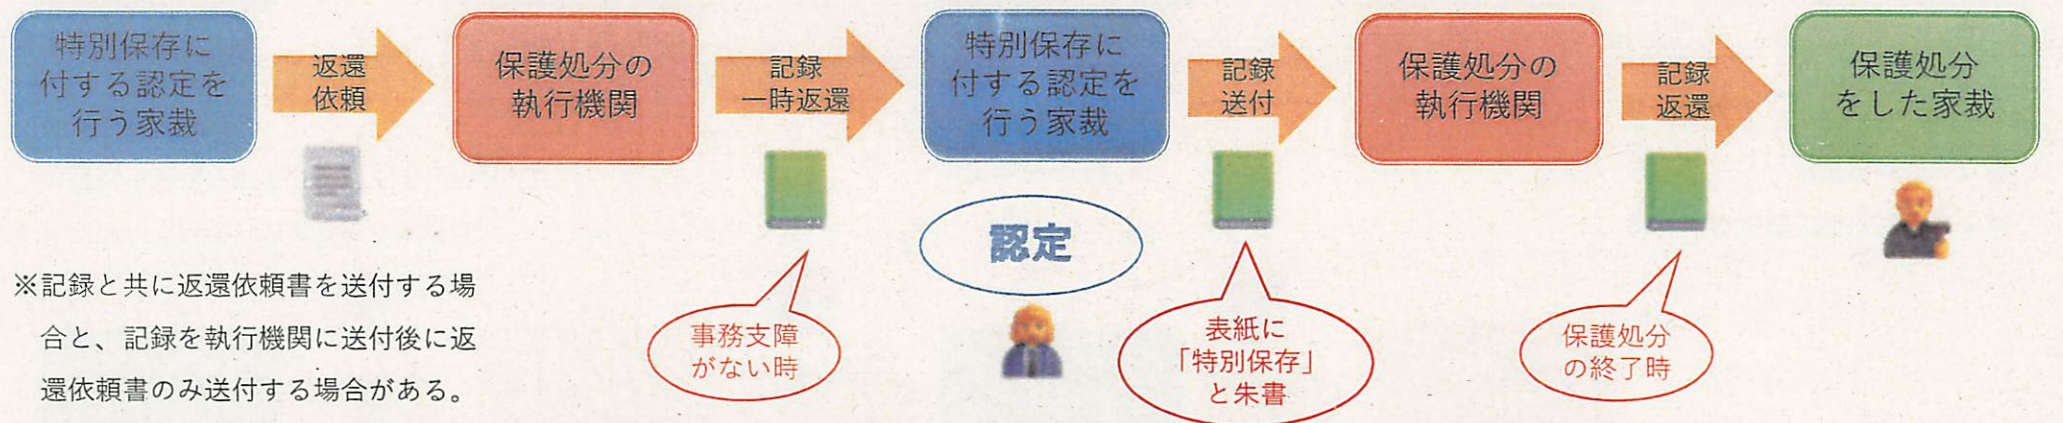 特別保存に
付する認定を
行う家裁
返還
依頼
保護処分の
執行機関
記録
一時返還
特別保存に
付する認定を
行う家裁
記録
送付
保護処分の
執行機関
記録
返還
保護処分
をした家裁
認定
※記録と共に返還依頼書を送付する場
合と、記録を執行機関に送付後に返
還依頼書のみ送付する場合がある。
事務支障
がない時
表紙に
「特別保存」
と朱書
保護処分
の終了時